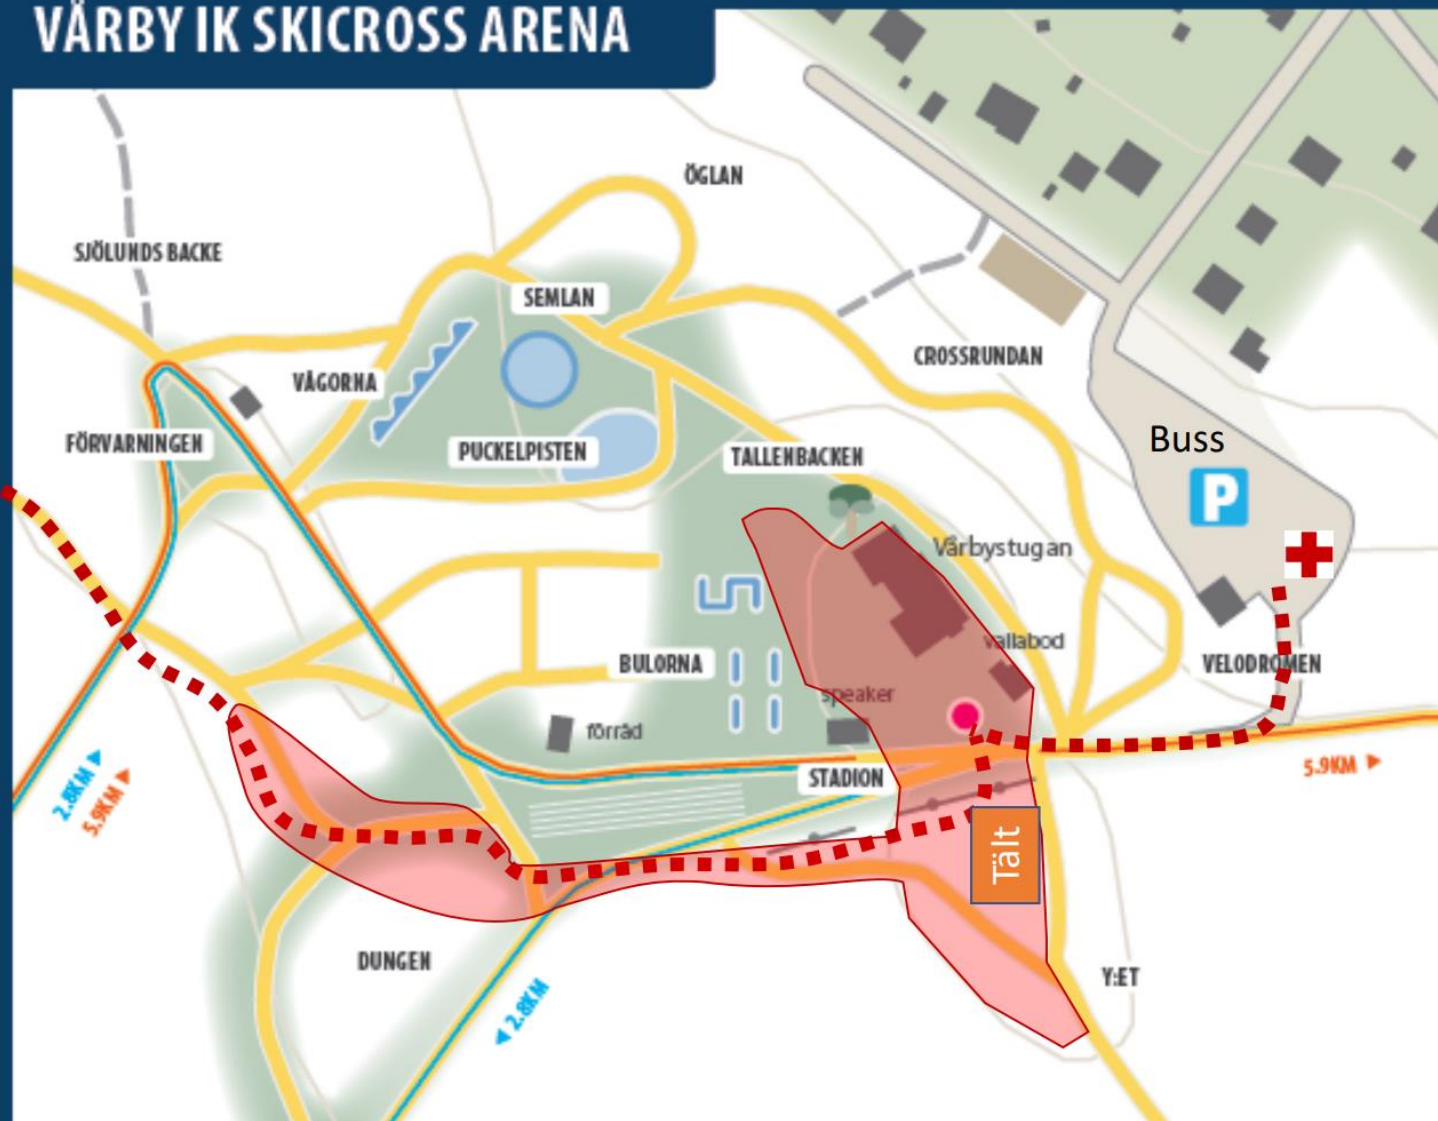 VÅRBY IK SKICROSS ARENA
ÖGLAN
SJÖLUNDS BACKE
SEMLAN
CROSSRUNDAN
VÅGORNA
Buss
P
FÖRVARNINGEN
PUCKELPISTEN
TALLENBACKEN
Vårbystugan
vallabod
BULORNA
VELODROMEN
speaker
förråd
STADION
5.9KM
2.8KM
5.9KM
Tält
DUNGEN
Y:ET
2.8KM